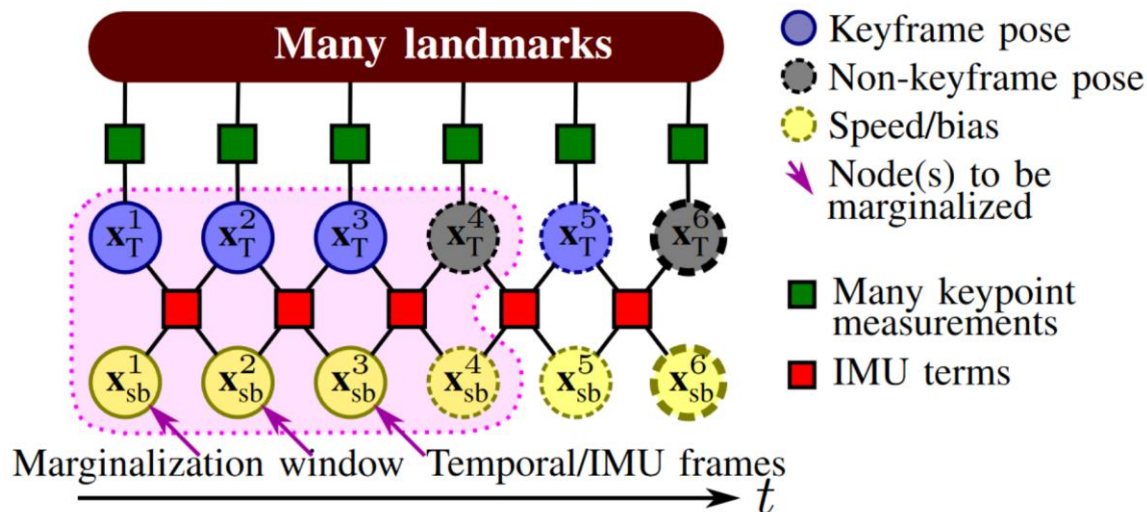 Many landmarks
Keyframe pose
Non-keyframe pose
Speed/bias
Node(s) to be
marginalized
Many keypoint
measurements
IMU terms
x_T^1 x_T^2 x_T^3 x_T^4 x_T^5 x_T^6
x_sb^1 x_sb^2 x_sb^3 x_sb^4 x_sb^5 x_sb^6
Marginalization window Temporal/IMU frames
t